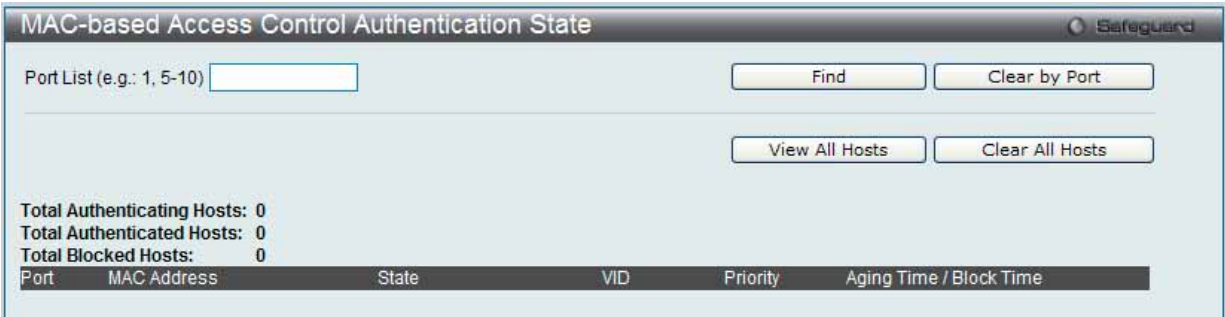 MAC-based Access Control Authentication State
Safeguard
Port List (e.g.: 1, 5-10)
Find
Clear by Port
View All Hosts
Clear All Hosts
Total Authenticating Hosts: 0
Total Authenticated Hosts: 0
Total Blocked Hosts: 0
Port MAC Address State VID Priority Aging Time / Block Time